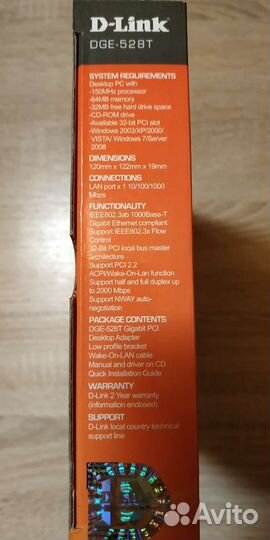 D-Link
DGE-528T
SYSTEM REQUIREMENTS
Desktop PC with
-150MHz processor
-64MB memory
-32MB free hard drive space
-CD-ROM drive
-Available 32-bit PCI slot
-Windows 2003/XP/2000/
VISTA/ Windows 7/Server
2008
DIMENSIONS
120mm x 122mm x 19mm
CONNECTIONS
LAN port x 1 10/100/1000
Mbps
FUNCTIONALITY
IEEE802.3ab 1000Base-T
Gigabit Ethernet compliant
Support IEEE802.3x Flow
Control
32-Bit PCI local bus master
architecture
Support PCI 2.2
ACPI/Wake-On-Lan function
Support half and full duplex up
to 2000 Mbps
Support NWAY auto-
negotiation
PACKAGE CONTENTS
DGE-528T Gigabit PCI
Desktop Adapter
Low profile bracket
Wake-On-LAN cable
Manual and driver on CD
Quick Installation Guide
WARRANTY
D-Link 2 Year warranty
(information enclosed)
SUPPORT
D-Link local country technical
support line
Avito